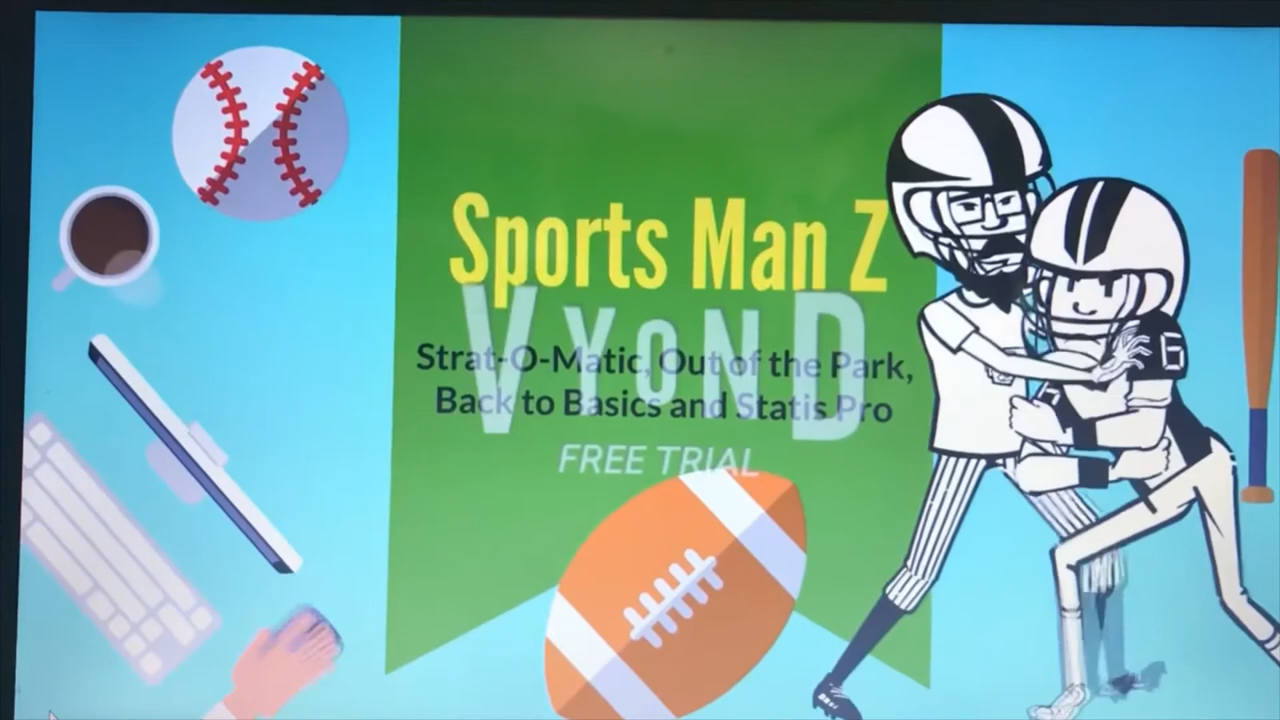 Sports Man Z
VYonD
Strat-O-Matic, Out of the Park,
Back to Basics and Statis Pro
FREE TRIAL
6